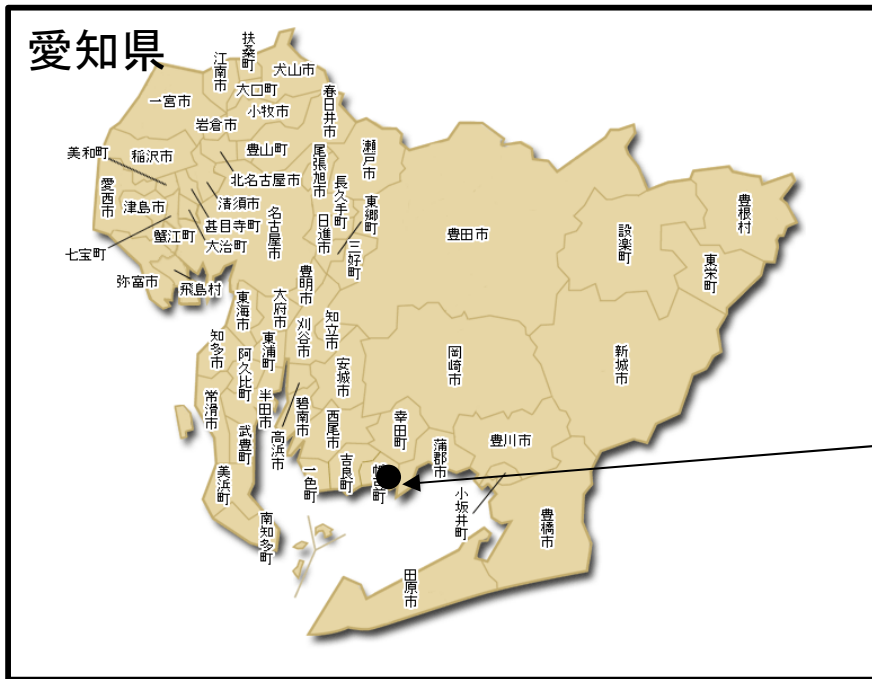 愛知県
扶桑町
江南市
犬山市
大口町
一宮市
小牧市
春日井市
岩倉市
美和町
稲沢市
豊山町
尾張旭市
瀬戸市
北名古屋市
愛西市
長久手町
東郷町
清須市
津島市
甚目寺町
名古屋市
日進市
豊田市
設楽町
豊根村
蟹江町
大治町
三好町
七宝町
東栄町
弥富市
飛島村
豊明市
東海市
大府市
刈谷市
知立市
知多市
東浦町
阿久比町
安城市
岡崎市
新城市
常滑市
半田市
碧南市
西尾市
幸田町
高浜市
武豊町
蒲郡市
豊川市
美浜町
一色町
吉良町
小坂井町
南知多町
豊橋市
田原市